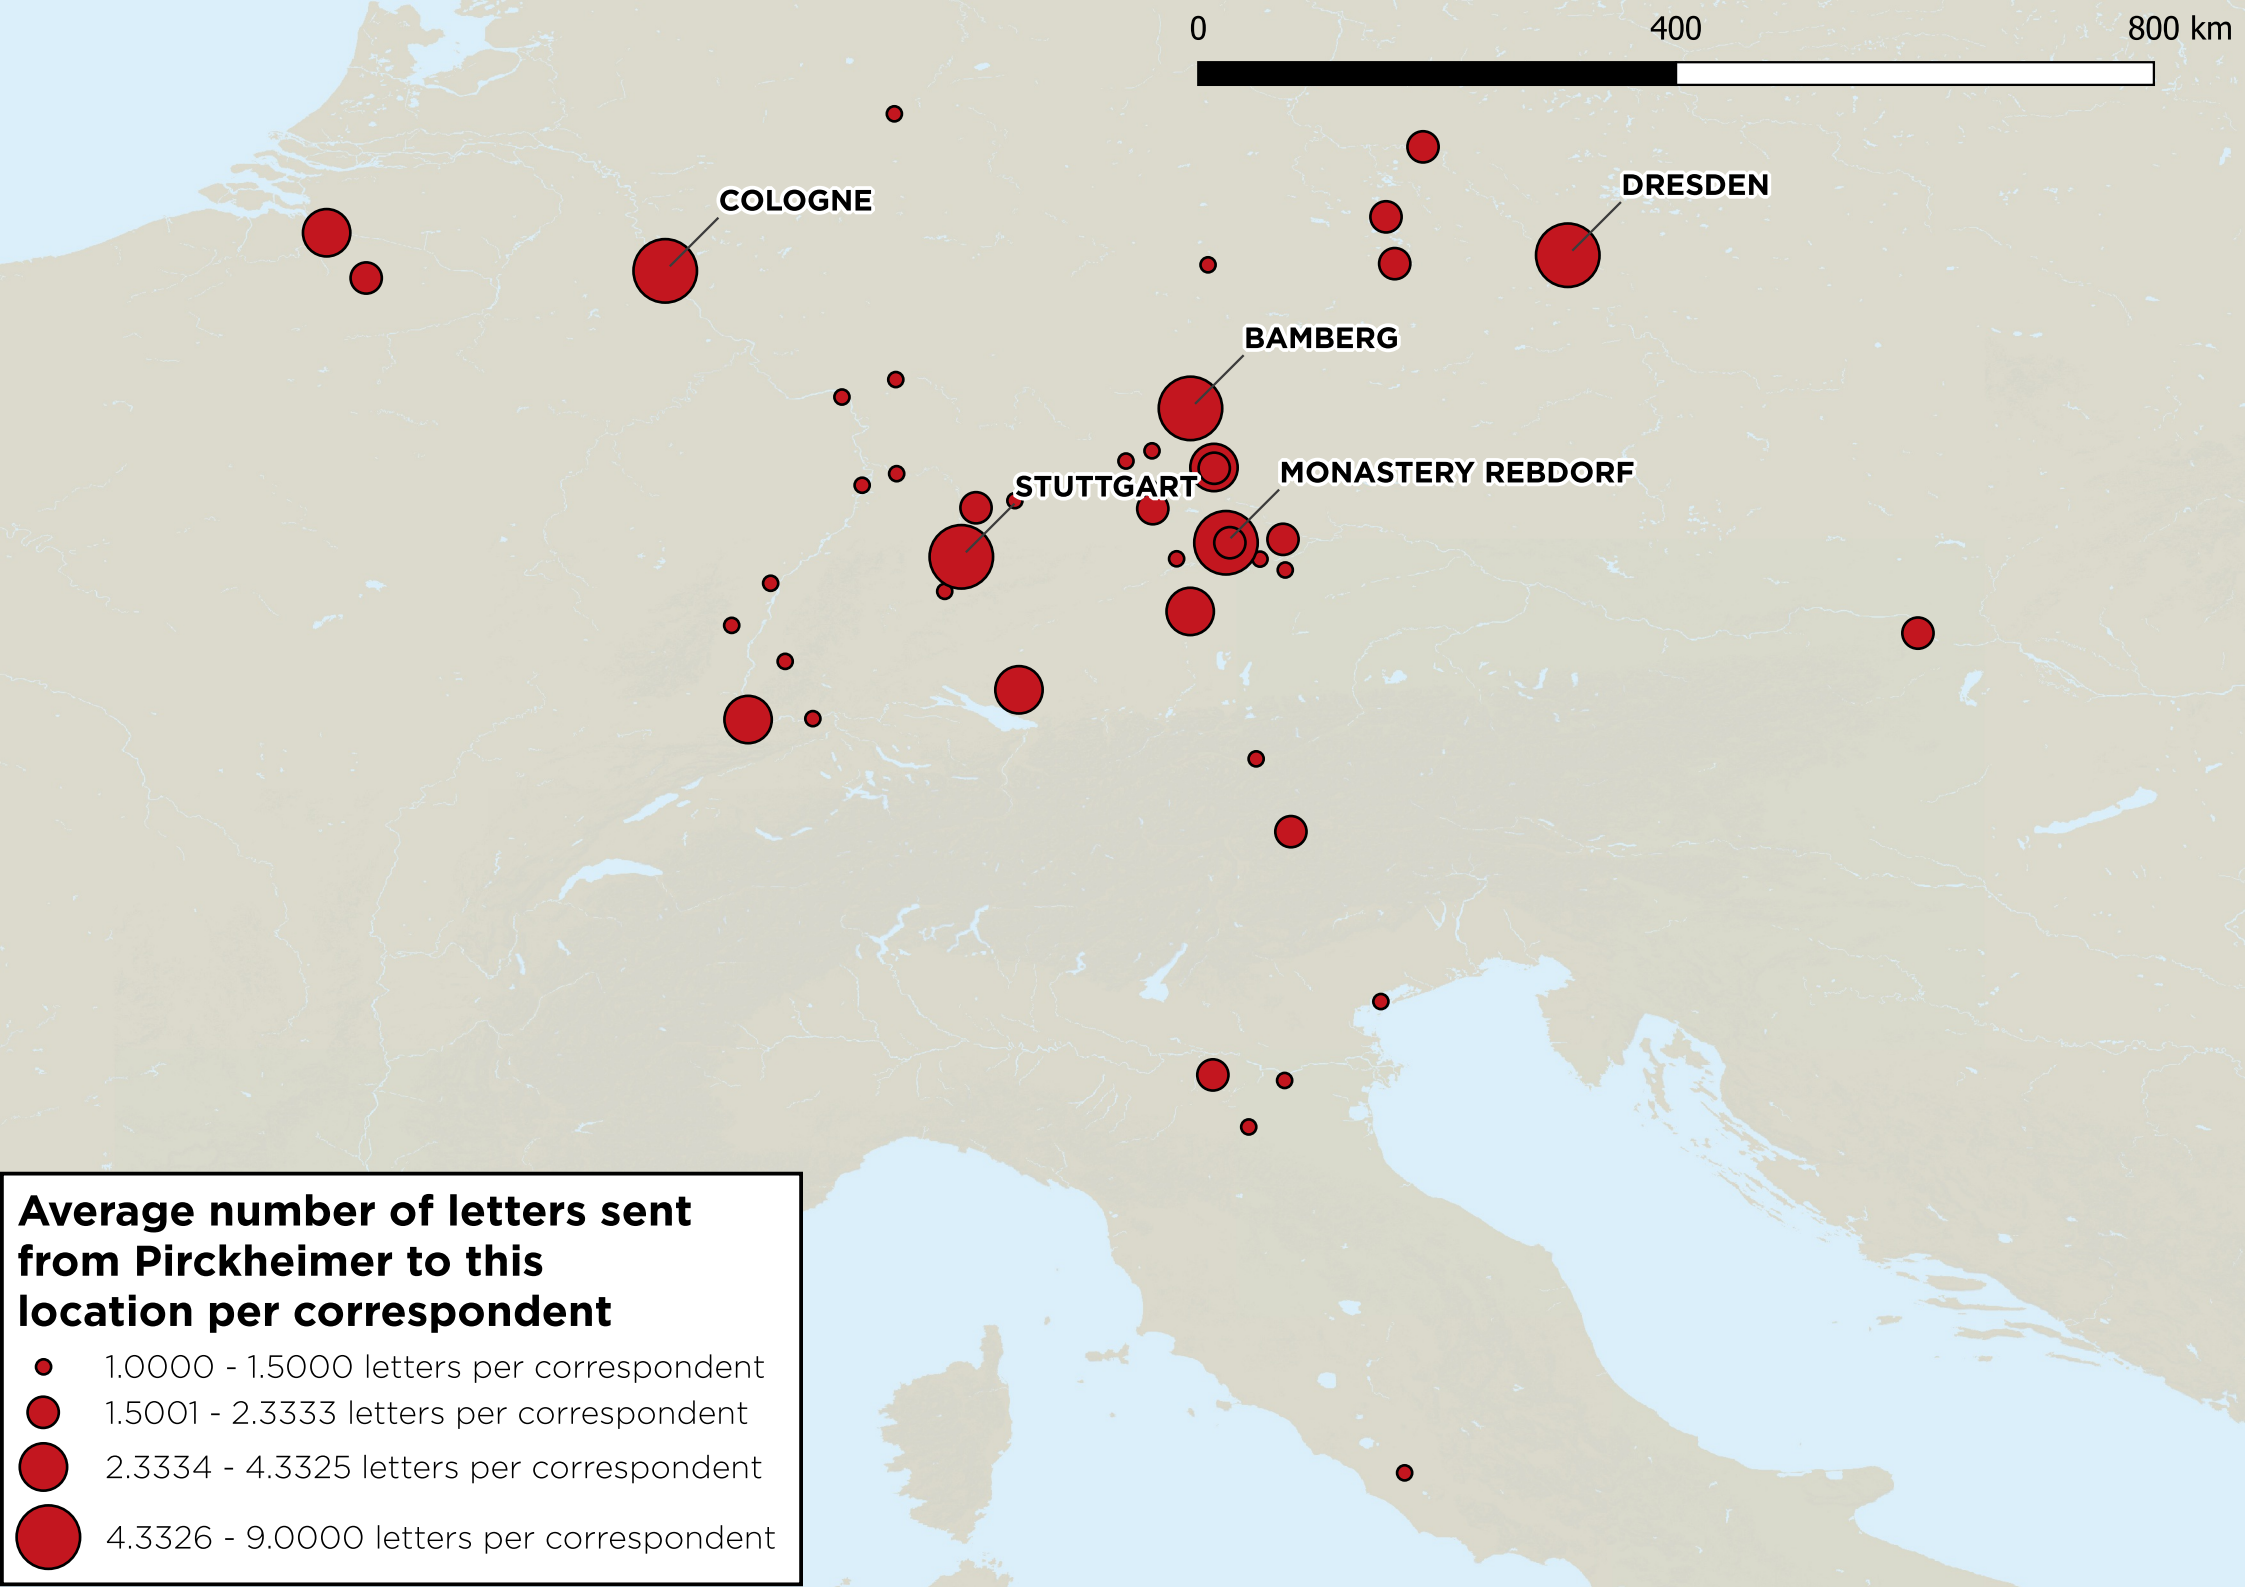 0 400 800 km
COLOGNE
DRESDEN
BAMBERG
STUTTGART
MONASTERY REBDORF
Average number of letters sent
from Pirckheimer to this
location per correspondent
1.0000 - 1.5000 letters per correspondent
1.5001 - 2.3333 letters per correspondent
2.3334 - 4.3325 letters per correspondent
4.3326 - 9.0000 letters per correspondent